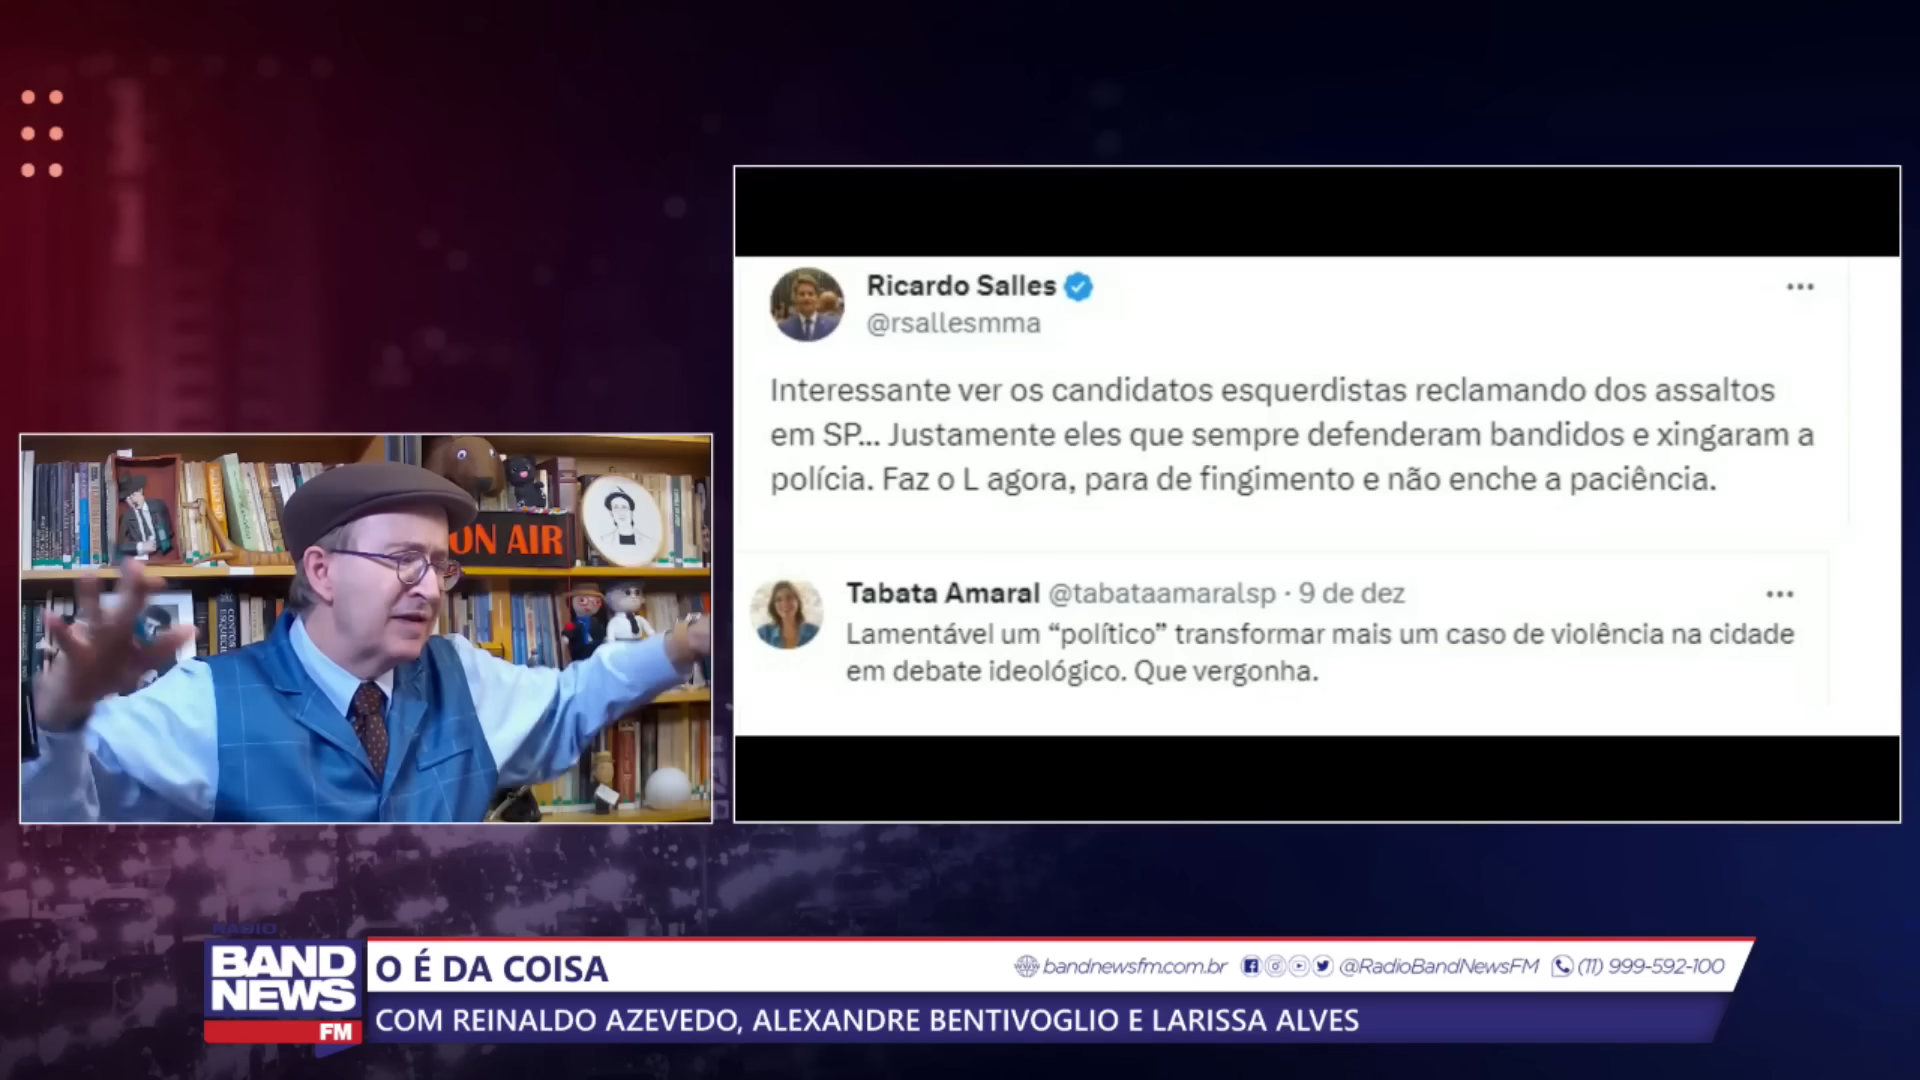 Ricardo Salles
@rsallesmma
Interessante ver os candidatos esquerdistas reclamando dos assaltos
em SP... Justamente eles que sempre defenderam bandidos e xingaram a
polícia. Faz o L agora, para de fingimento e não enche a paciência.
Tabata Amaral @tabataamaralsp · 9 de dez
Lamentável um “político” transformar mais um caso de violência na cidade
em debate ideológico. Que vergonha.
ON AIR
RÁDIO
BAND
NEWS
FM
O É DA COISA
bandnewsfm.com.br @RadioBandNewsFM (11) 999-592-100
COM REINALDO AZEVEDO, ALEXANDRE BENTIVOGLIO E LARISSA ALVES